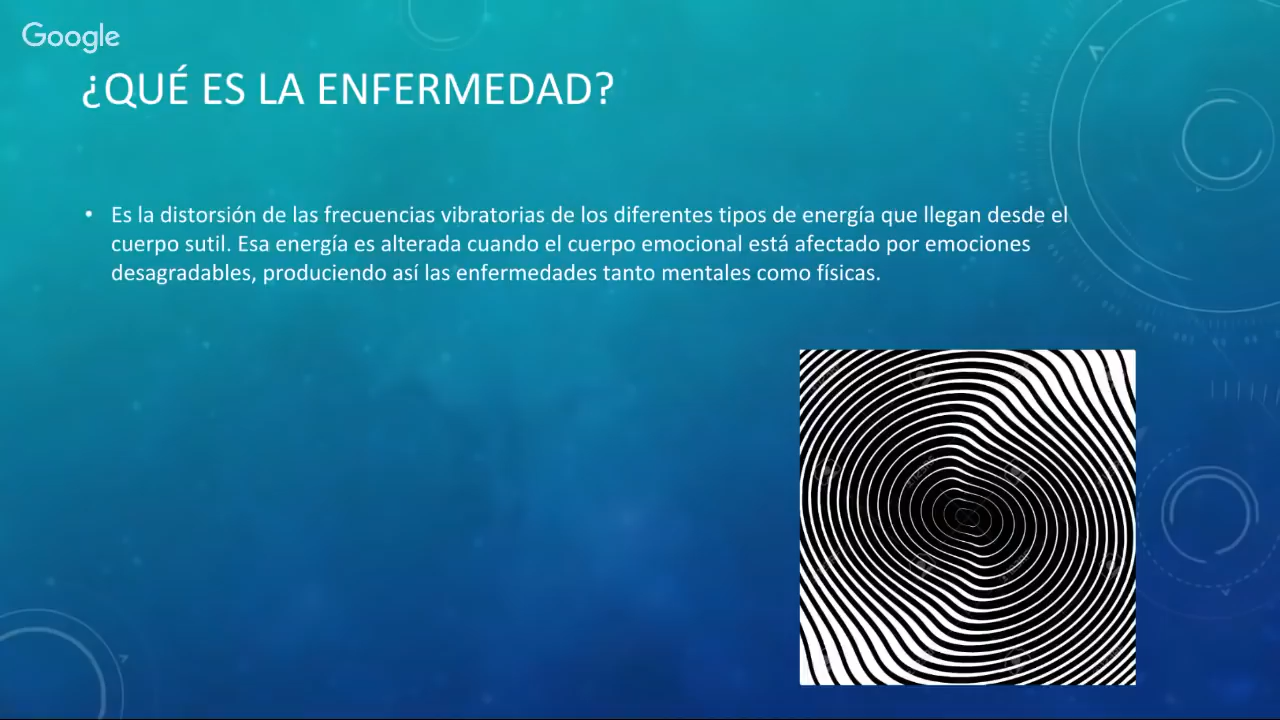 Google
¿QUÉ ES LA ENFERMEDAD?
• Es la distorsión de las frecuencias vibratorias de los diferentes tipos de energía que llegan desde el
cuerpo sutil. Esa energía es alterada cuando el cuerpo emocional está afectado por emociones
desagradables, produciendo así las enfermedades tanto mentales como físicas.